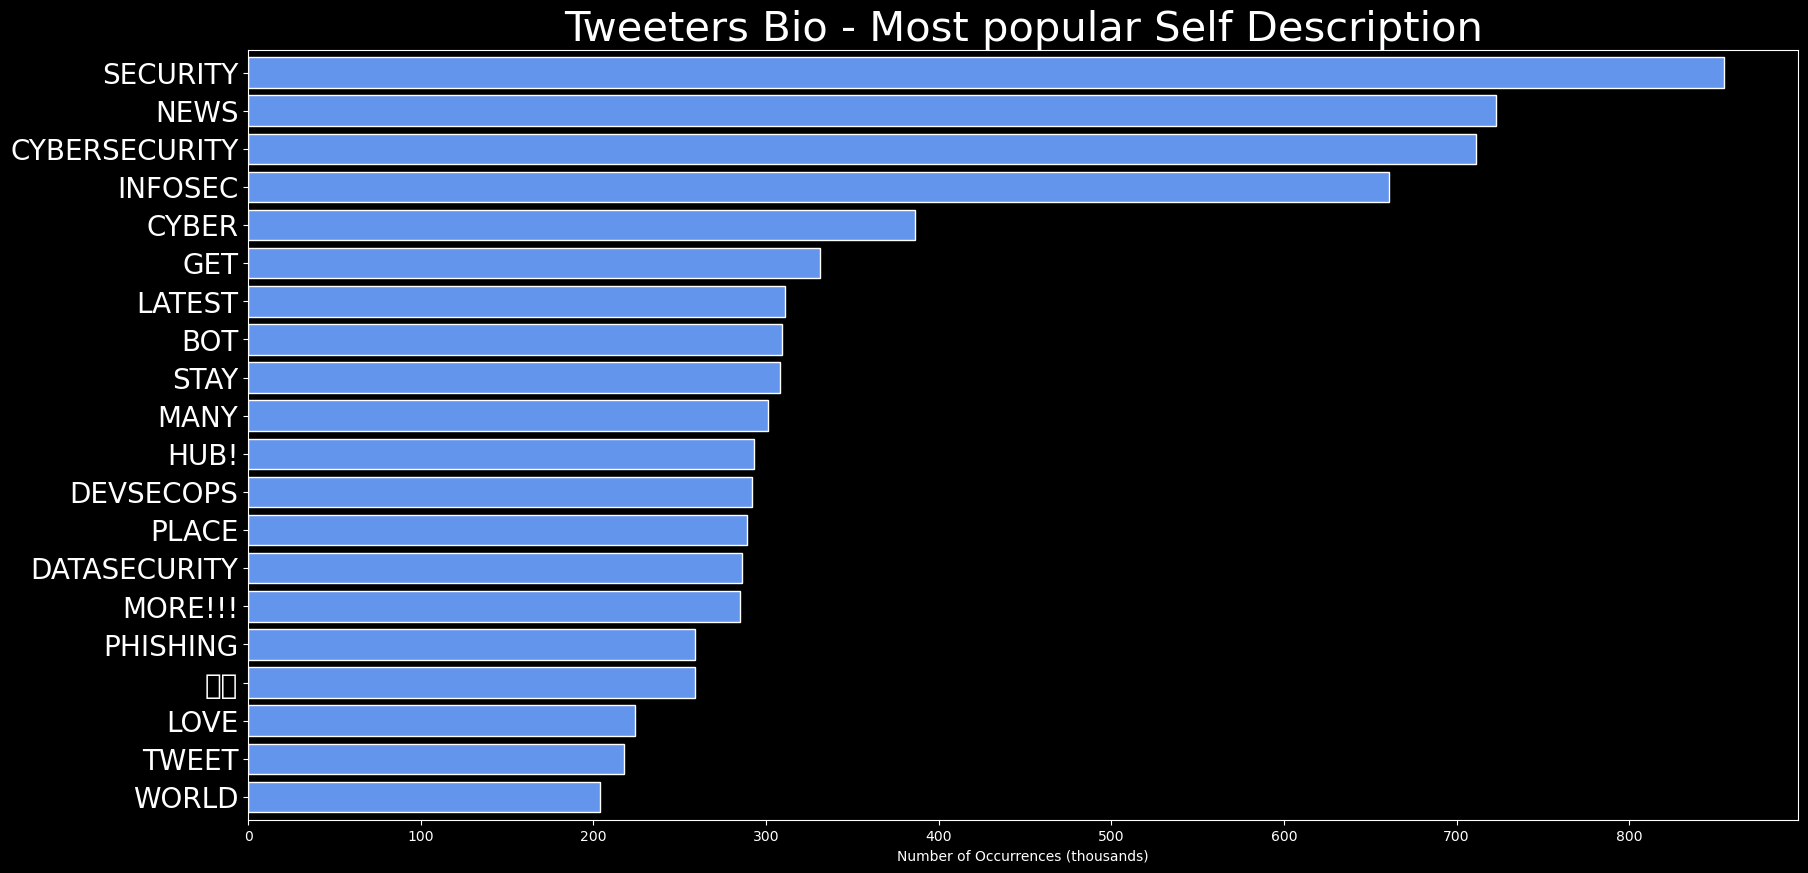 Tweeters Bio - Most popular Self Description
SECURITY
NEWS
CYBERSECURITY
INFOSEC
CYBER
GET
LATEST
BOT
STAY
MANY
HUB!
DEVSECOPS
PLACE
DATASECURITY
MORE!!!
PHISHING
LOVE
TWEET
WORLD
0 100 200 300 400 500 600 700 800
Number of Occurrences (thousands)